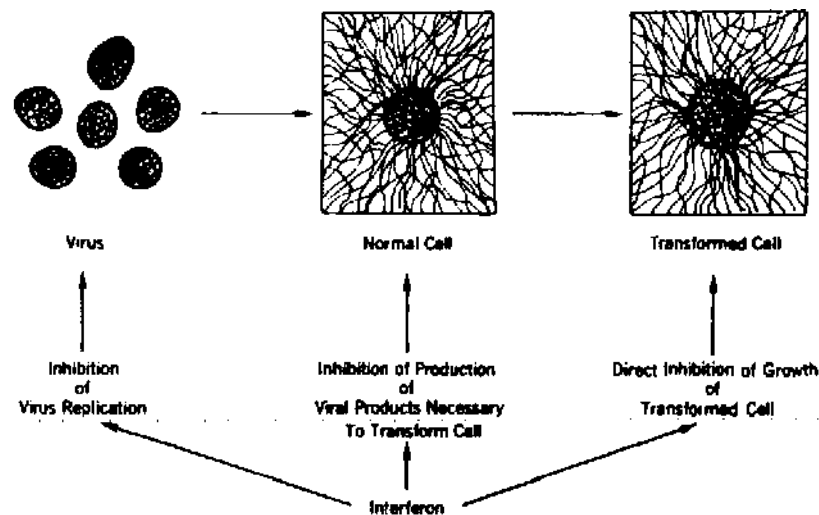 Virus
Normal Cell
Transformed Cell
Inhibition
of
Virus Replication
Inhibition of Production
of
Viral Products Necessary
To Transform Cell
Direct Inhibition of Growth
of
Transformed Cell
Interferon